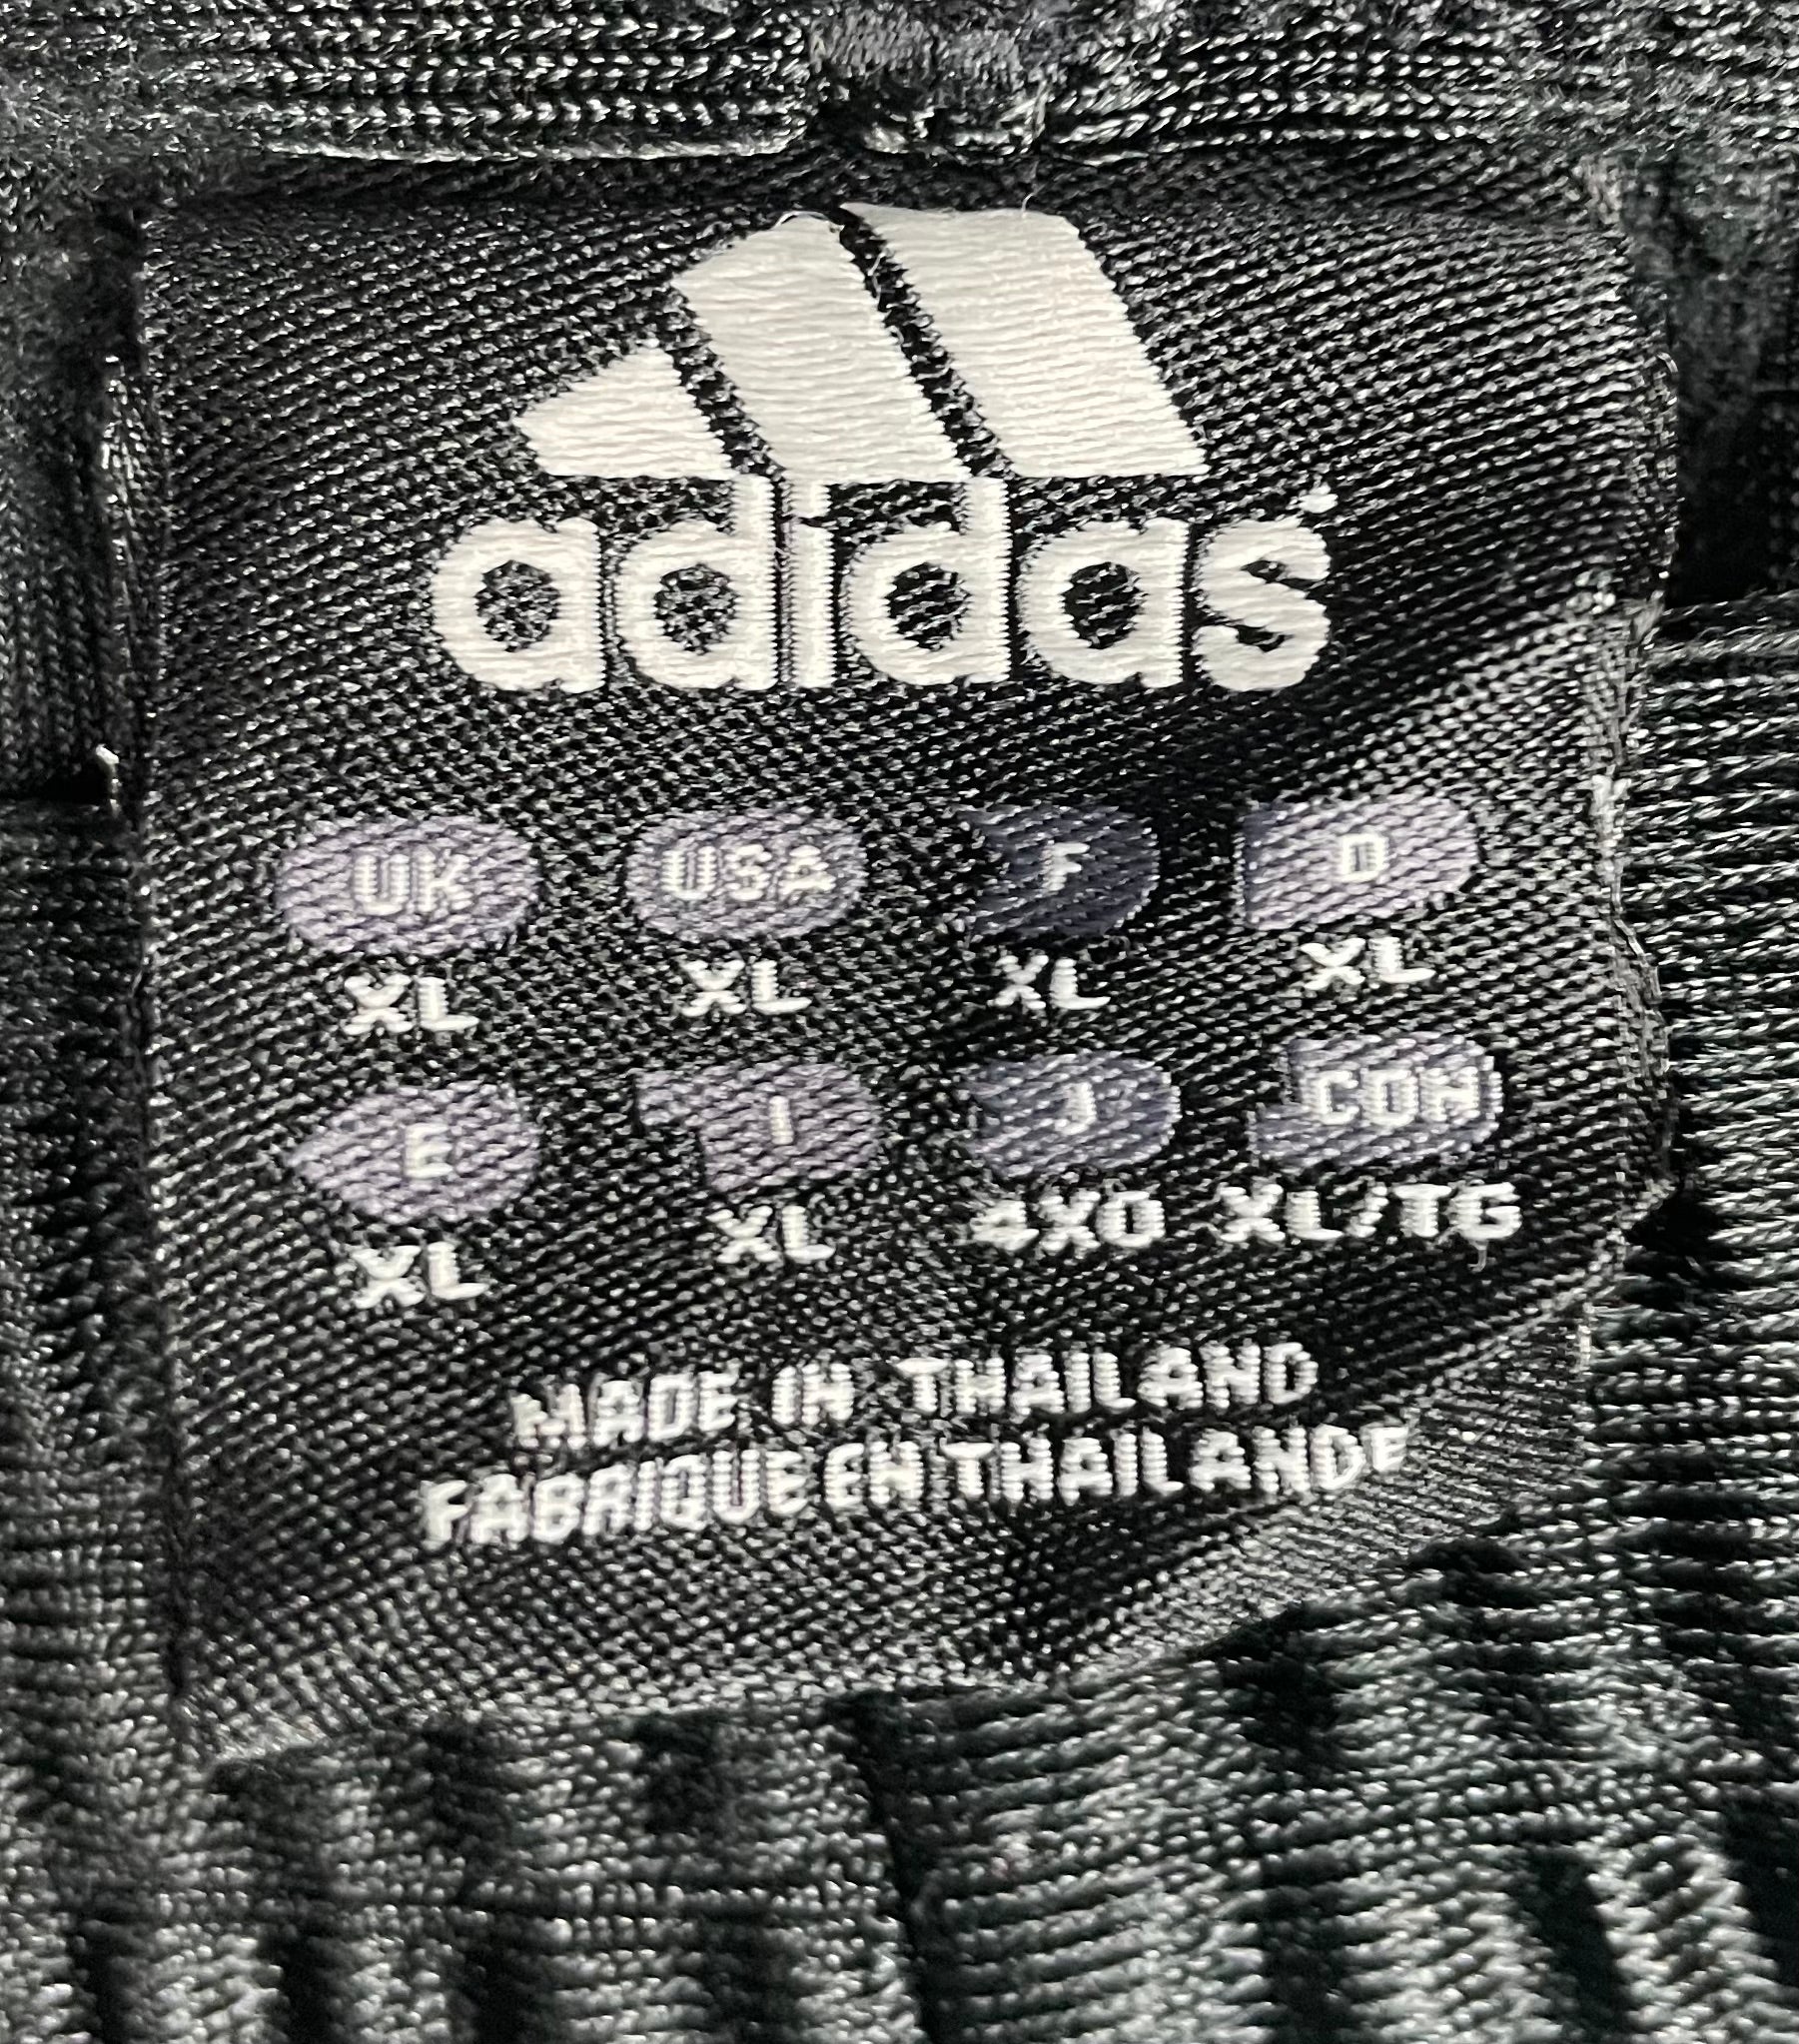 adidas
UK USA F D
XL XL XL XL
E I J CDN
XL XL 4XO XL/TG
MADE IN THAILAND
FABRIQUE EN THAILANDE